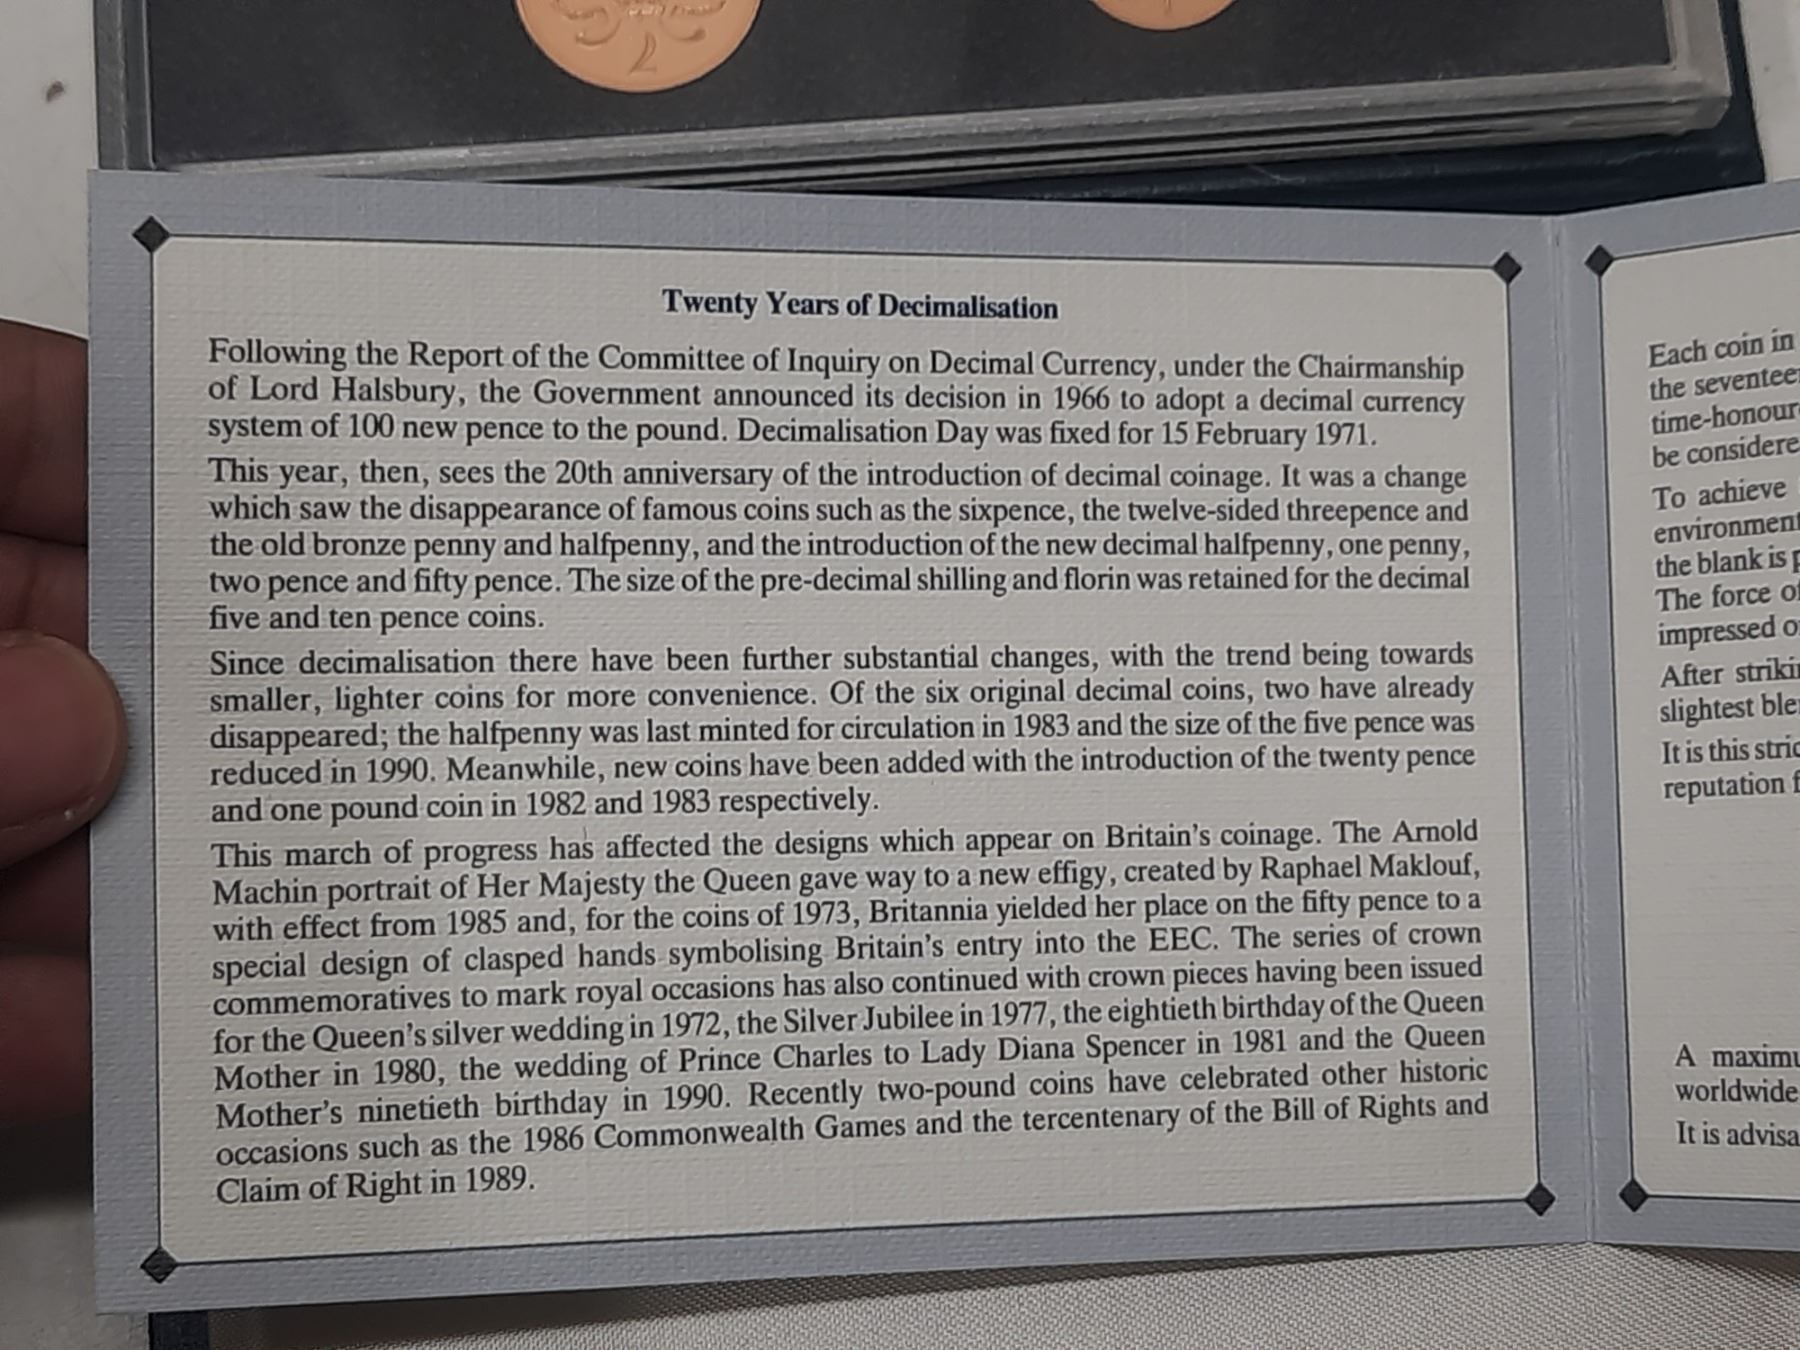 2
Twenty Years of Decimalisation
Following the Report of the Committee of Inquiry on Decimal Currency, under the Chairmanship
of Lord Halsbury, the Government announced its decision in 1966 to adopt a decimal currency
system of 100 new pence to the pound. Decimalisation Day was fixed for 15 February 1971.
This year, then, sees the 20th anniversary of the introduction of decimal coinage. It was a change
which saw the disappearance of famous coins such as the sixpence, the twelve-sided threepence and
the old bronze penny and halfpenny, and the introduction of the new decimal halfpenny, one penny,
two pence and fifty pence. The size of the pre-decimal shilling and florin was retained for the decimal
five and ten pence coins.
Since decimalisation there have been further substantial changes, with the trend being towards
smaller, lighter coins for more convenience. Of the six original decimal coins, two have already
disappeared; the halfpenny was last minted for circulation in 1983 and the size of the five pence was
reduced in 1990. Meanwhile, new coins have been added with the introduction of the twenty pence
and one pound coin in 1982 and 1983 respectively.
This march of progress has affected the designs which appear on Britain's coinage. The Arnold
Machin portrait of Her Majesty the Queen gave way to a new effigy, created by Raphael Maklouf,
with effect from 1985 and, for the coins of 1973, Britannia yielded her place on the fifty pence to a
special design of clasped hands symbolising Britain's entry into the EEC. The series of crown
commemoratives to mark royal occasions has also continued with crown pieces having been issued
for the Queen's silver wedding in 1972, the Silver Jubilee in 1977, the eightieth birthday of the Queen
Mother in 1980, the wedding of Prince Charles to Lady Diana Spencer in 1981 and the Queen
Mother's ninetieth birthday in 1990. Recently two-pound coins have celebrated other historic
occasions such as the 1986 Commonwealth Games and the tercentenary of the Bill of Rights and
Claim of Right in 1989.
Each coin in
the
be
To achieve
environment
the blank is
The force
impressed
After
slightest
It is this
reputation
A
worldwide
It is